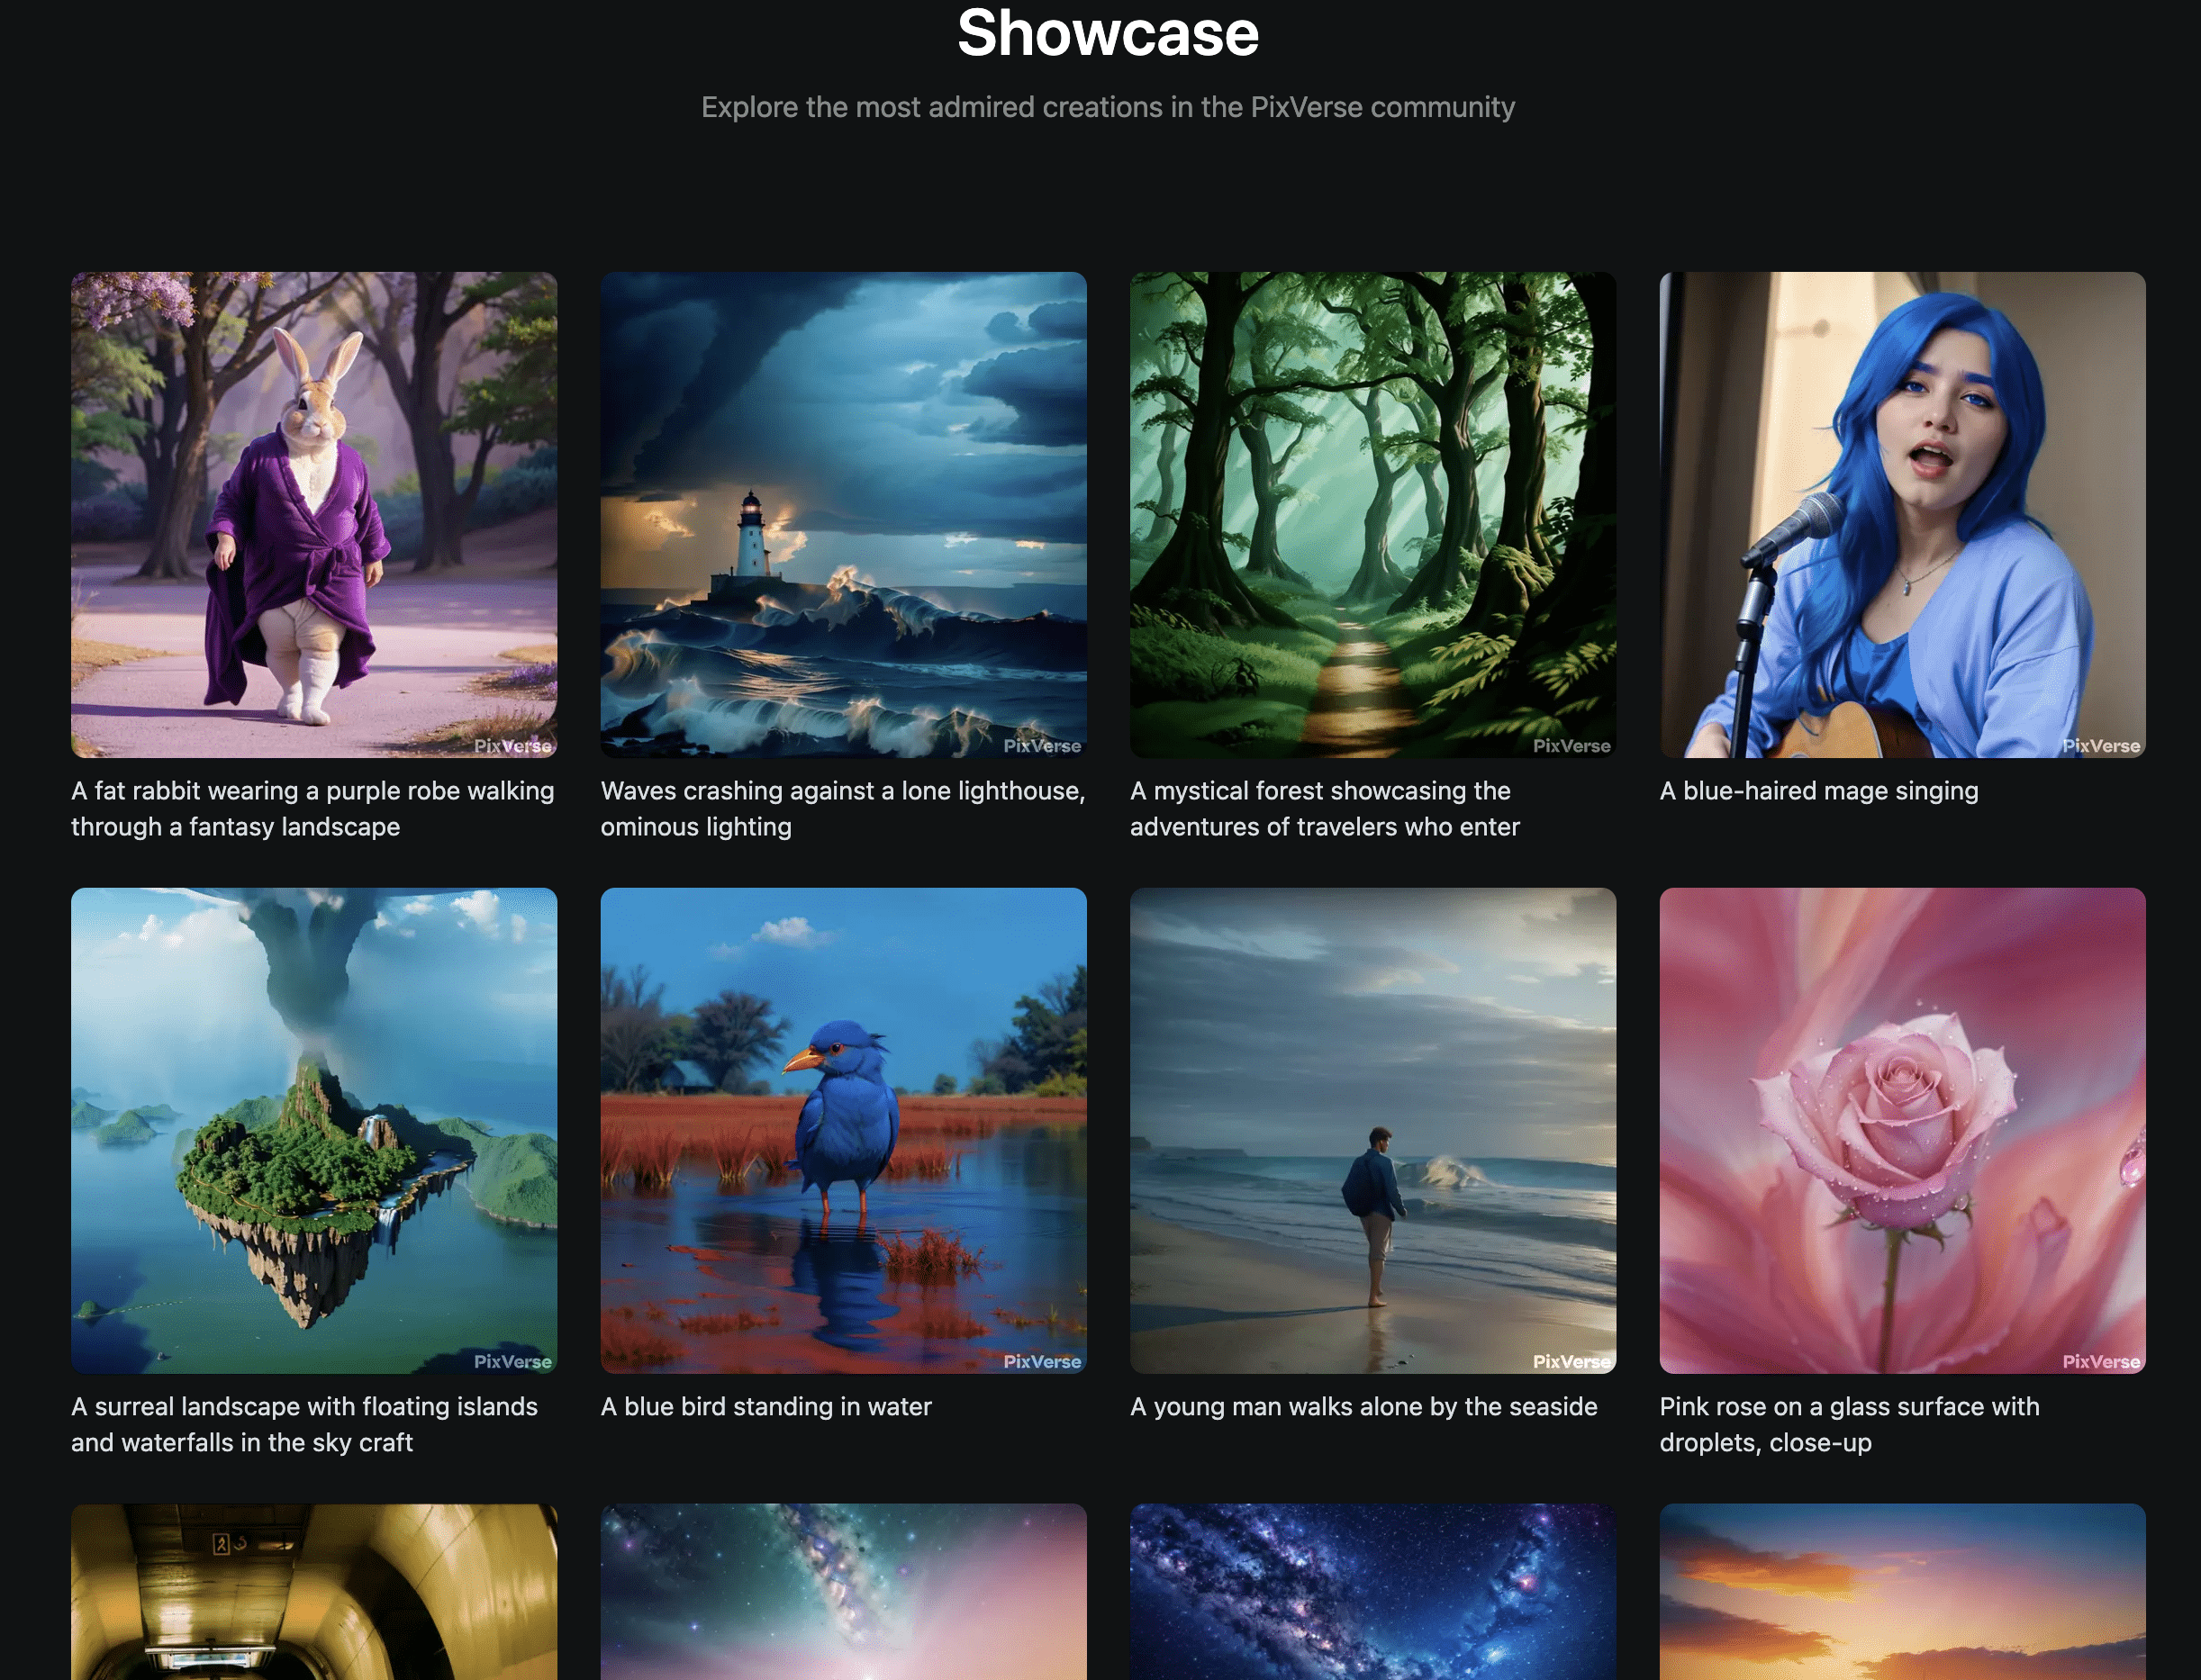 Showcase
Explore the most admired creations in the PixVerse community
PixVerse
PixVerse
PixVerse
PixVerse
A fat rabbit wearing a purple robe walking
through a fantasy landscape
Waves crashing against a lone lighthouse,
ominous lighting
A mystical forest showcasing the
adventures of travelers who enter
A blue-haired mage singing
PixVerse
PixVerse
PixVerse
PixVerse
A surreal landscape with floating islands
and waterfalls in the sky craft
A blue bird standing in water
A young man walks alone by the seaside
Pink rose on a glass surface with
droplets, close-up